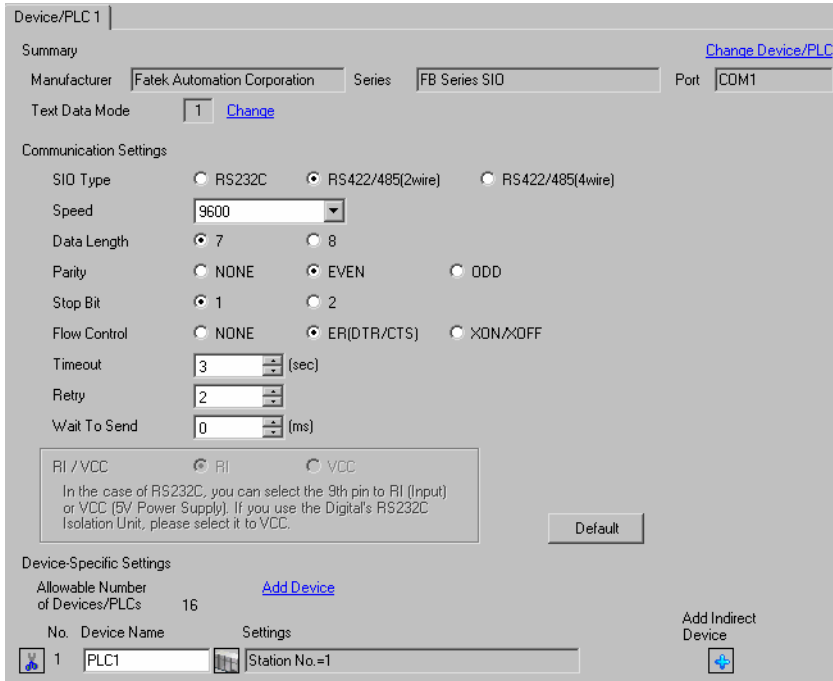 Device/PLC 1
Summary
Change Device/PLC
Manufacturer Fatek Automation Corporation Series FB Series SIO Port COM1
Text Data Mode 1 Change
Communication Settings
SIO Type RS232C RS422/485(2wire) RS422/485(4wire)
Speed 9600
Data Length 7 8
Parity NONE EVEN ODD
Stop Bit 1 2
Flow Control NONE ER(DTR/CTS) XON/XOFF
Timeout 3 (sec)
Retry 2
Wait To Send 0 (ms)
RI / VCC RI VCC
In the case of RS232C, you can select the 9th pin to RI (Input)
or VCC (5V Power Supply). If you use the Digital's RS232C
Isolation Unit, please select it to VCC.
Default
Device-Specific Settings
Allowable Number
of Devices/PLCs 16
Add Device
Add Indirect
Device
No. Device Name Settings
1 PLC1 Station No.=1